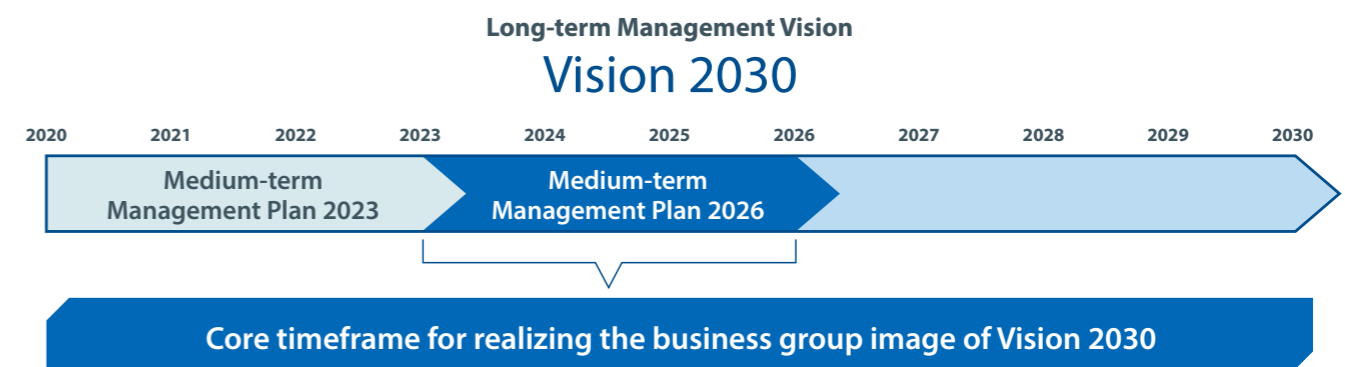 Long-term Management Vision
Vision 2030
2020 2021 2022 2023 2024 2025 2026 2027 2028 2029 2030
Medium-term
Management Plan 2023
Medium-term
Management Plan 2026
Core timeframe for realizing the business group image of Vision 2030